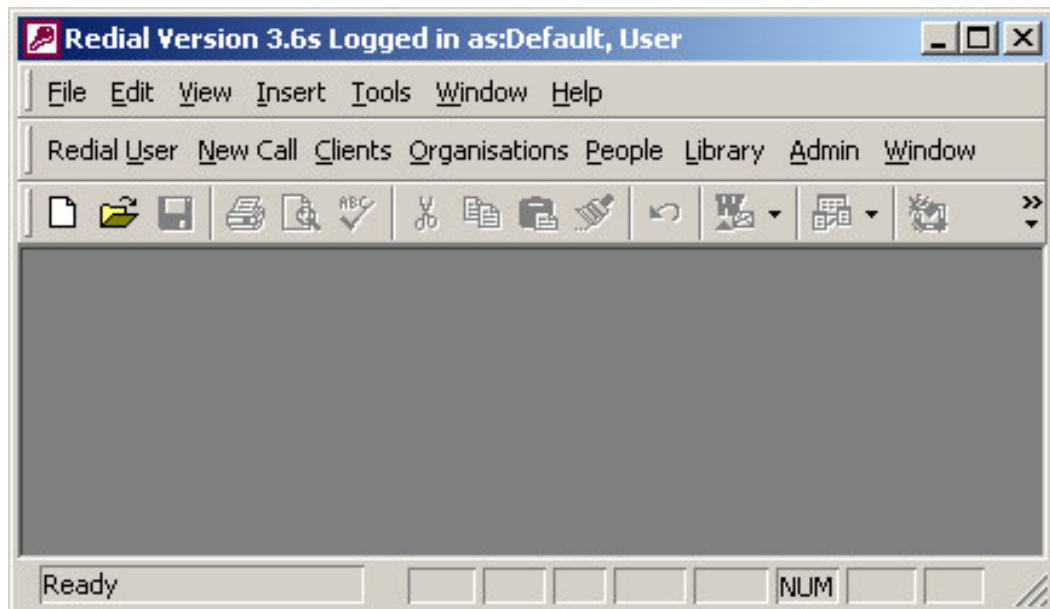 Redial Version 3.6s Logged in as:Default, User
File Edit View Insert Tools Window Help
Redial User New Call Clients Organisations People Library Admin Window
ABC W
Ready NUM